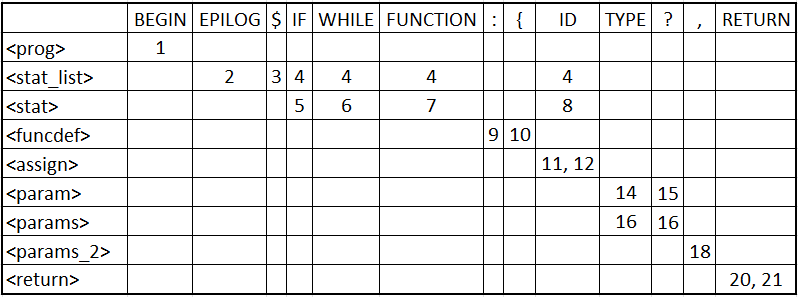 BEGIN EPILOG $ IF WHILE FUNCTION : { ID TYPE ? , RETURN
<prog> 1
<stat_list> 2 3 4 4 4 4
<stat> 5 6 7 8
<funcdef> 9 10
<assign> 11, 12
<param> 14 15
<params> 16 16
<params_2> 18
<return> 20, 21